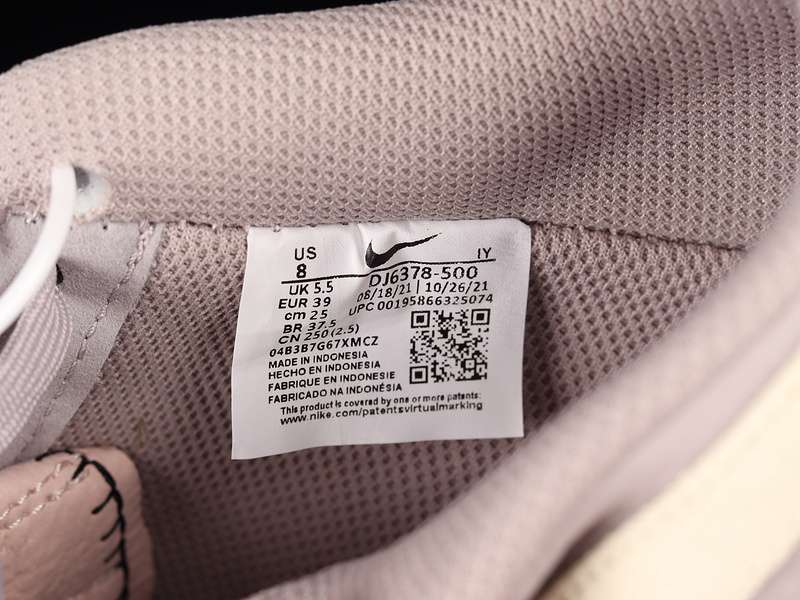 US IY
8
DJ6378-500
UK 5.5 08/18/21 | 10/26/21
EUR 39 UPC 00195866325074
cm 25
BR 37.5
CN 250 (2.5)
04B3B7G67XMCZ
MADE IN INDONESIA
HECHO EN INDONESIA
FABRIQUE EN INDONESIE
FABRICADO NA INDONÉSIA
This product is covered by one or more patents:
www.nike.com/patentsvirtualmarking